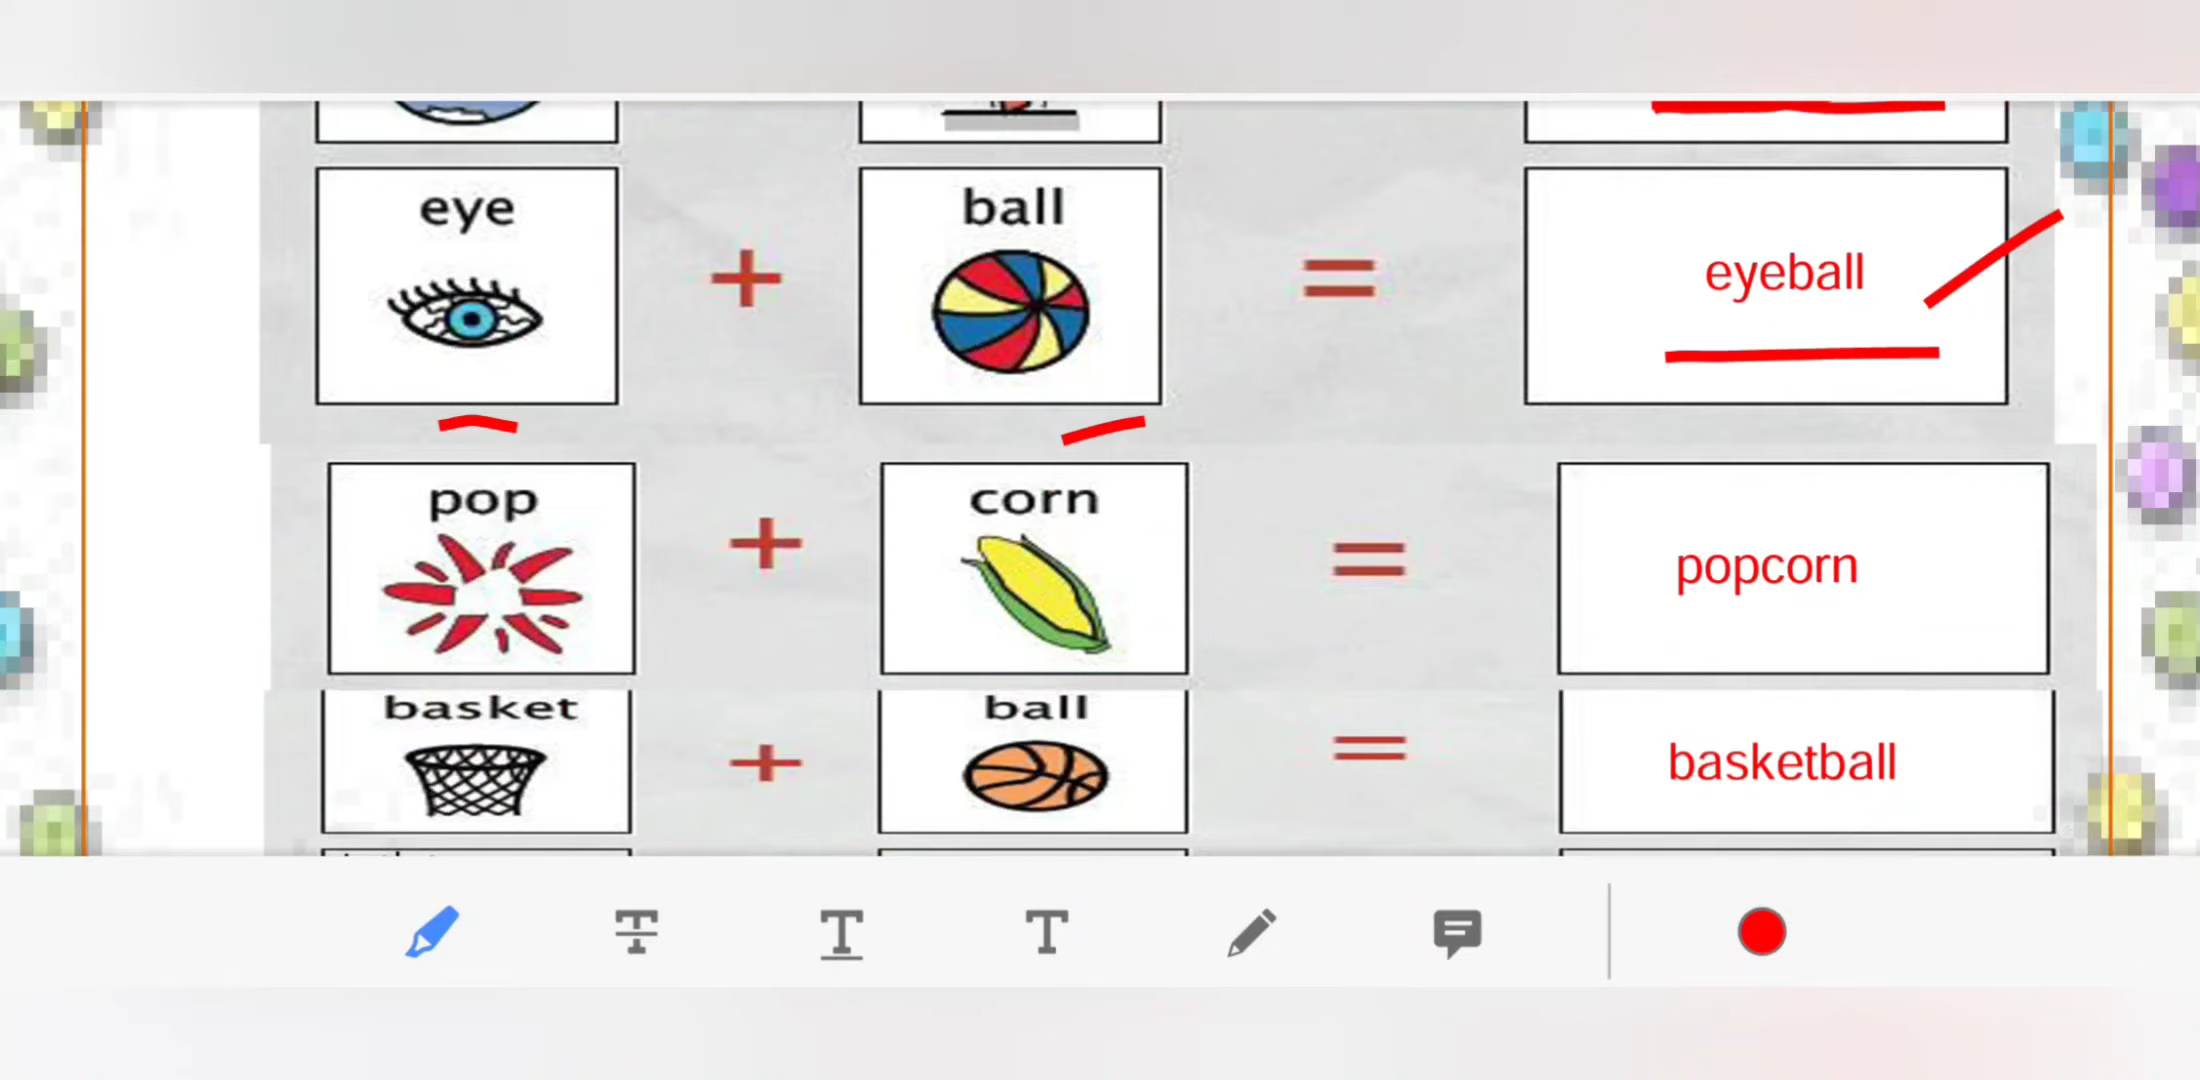 eye + ball = eyeball
pop + corn = popcorn
basket + ball = basketball